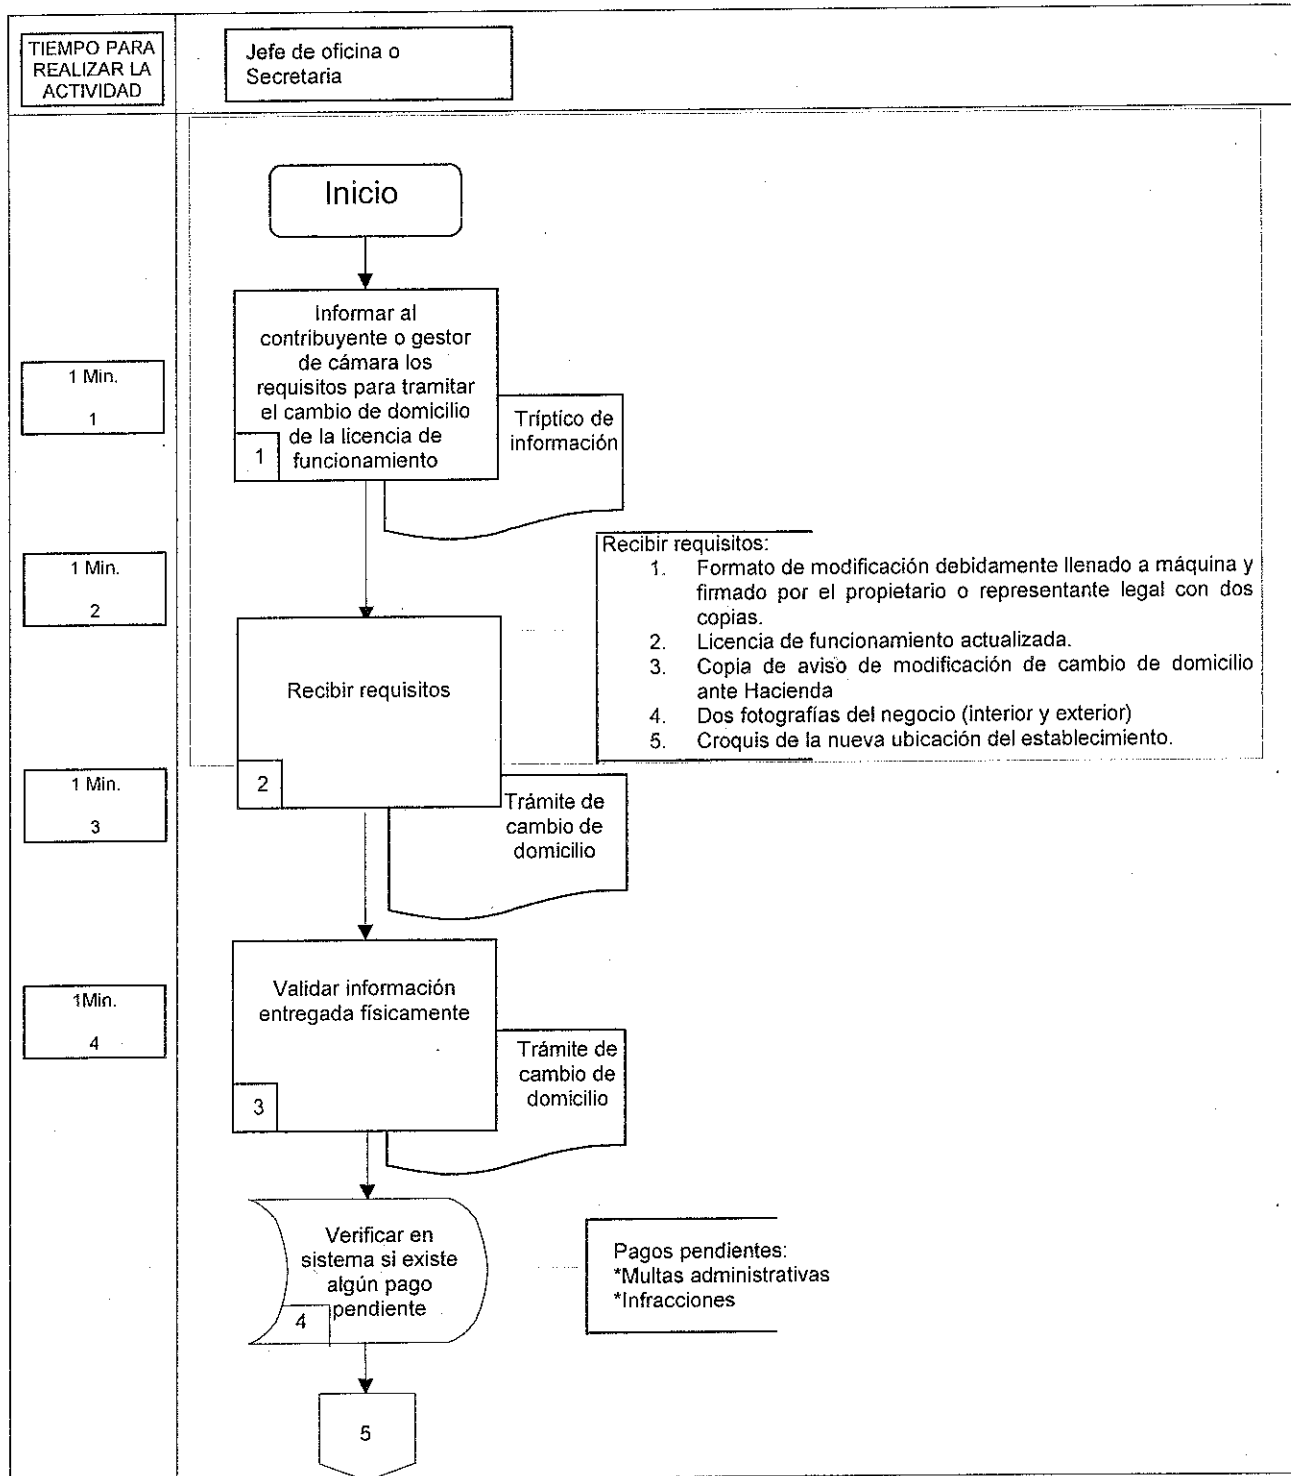 TIEMPO PARA
REALIZAR LA
ACTIVIDAD
Jefe de oficina o
Secretaria
Inicio
Informar al
contribuyente o gestor
de cámara los
requisitos para tramitar
el cambio de domicilio
de la licencia de
funcionamiento
1
Tríptico de
información
1 Min.
1
1 Min.
2
Recibir requisitos:
1. Formato de modificación debidamente llenado a máquina y
firmado por el propietario o representante legal con dos
copias.
2. Licencia de funcionamiento actualizada.
3. Copia de aviso de modificación de cambio de domicilio
ante Hacienda
4. Dos fotografías del negocio (interior y exterior)
5. Croquis de la nueva ubicación del establecimiento.
Recibir requisitos
2
Trámite de
cambio de
domicilio
1 Min.
3
Validar información
entregada físicamente
3
Trámite de
cambio de
domicilio
1Min.
4
Verificar en
sistema si existe
algún pago
pendiente
4
Pagos pendientes:
*Multas administrativas
*Infracciones
5